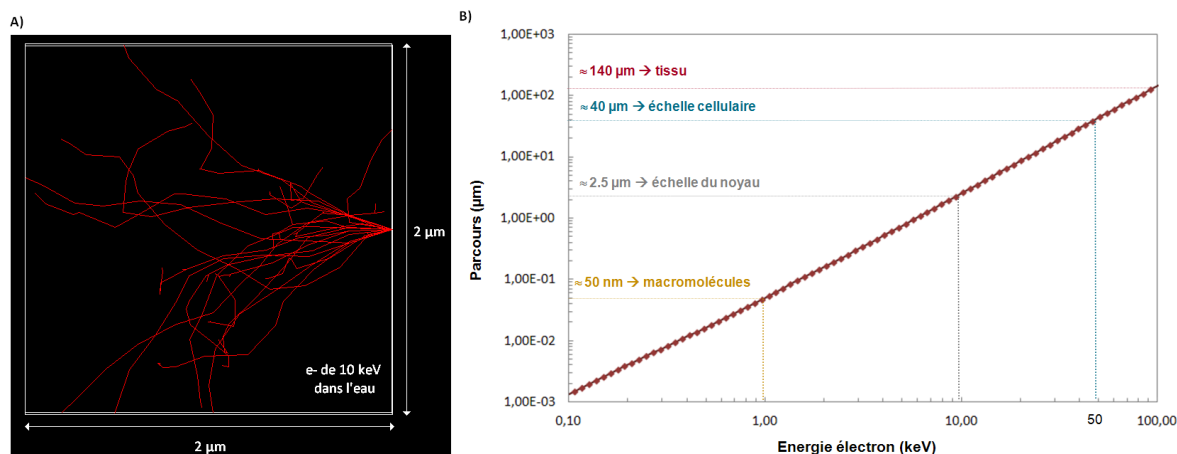 A)
e- de 10 keV
dans l'eau
2 µm
2 µm
B)
1,00E+03
1,00E+02
1,00E+01
1,00E+00
1,00E-01
1,00E-02
1,00E-03
Parcours (µm)
≈ 140 µm → tissu
≈ 40 µm → échelle cellulaire
≈ 2.5 µm → échelle du noyau
≈ 50 nm → macromolécules
0,10
1,00
10,00
50
100,00
Energie électron (keV)